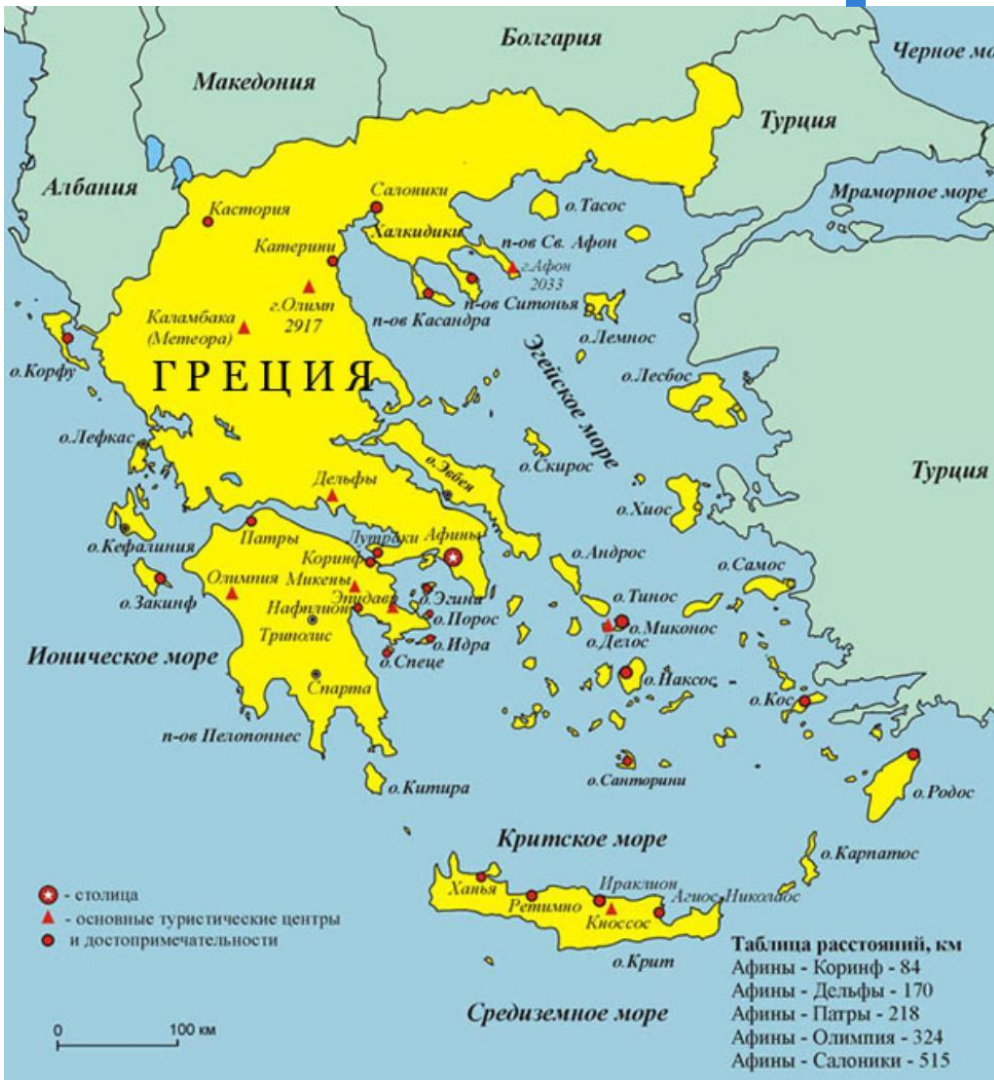 Болгария
Черное мо
Македония
Турция
Албания
Мраморное море
Салоники
Кастория
о.Тасос
Халкидики
Катерини
п-ов Св. Афон
г.Афон
2033
г.Олимп
2917
п-ов Ситонья
п-ов Касандра
Каламбака
(Метеора)
о.Лемнос
о.Корфу
ГРЕЦИЯ
Эгейское море
о.Лесбос
о.Лефкас
о.Эвбея
о.Скирос
Турция
Дельфы
о.Хиос
Патры
Лутраки
Афины
о.Кефалиния
Коринф
о.Андрос
о.Самос
Олимпия
Микены
о.Закинф
Эпидавр
о.Эгина
о.Тинос
Нафплион
о.Порос
о.Миконос
Триполис
о.Идра
о.Делос
Ионическое море
о.Спеце
о.Наксос
Спарта
о.Кос
п-ов Пелопоннес
о.Китира
о.Санторини
о.Родос
Критское море
о.Карпатос
Ханья
Ираклион
Агиос-Николаос
Ретимно
Кноссос
о.Крит
Средиземное море
- столица
- основные туристические центры
и достопримечательности
0 100 км
Таблица расстояний, км
Афины - Коринф - 84
Афины - Дельфы - 170
Афины - Патры - 218
Афины - Олимпия - 324
Афины - Салоники - 515